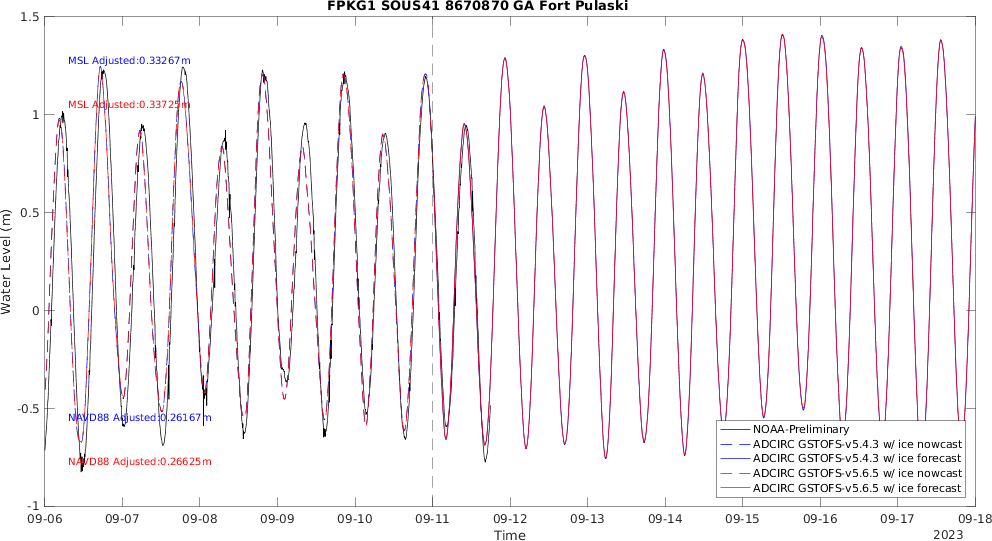 FPKG1 SOUS41 8670870 GA Fort Pulaski
1.5
1
0.5
0
-0.5
-1
Water Level (m)
MSL Adjusted:0.33267m
MSL Adjusted:0.33725m
NAVD88 Adjusted:0.26167m
NAVD88 Adjusted:0.26625m
NOAA-Preliminary
ADCIRC GSTOFS-v5.4.3 w/ ice nowcast
ADCIRC GSTOFS-v5.4.3 w/ ice forecast
ADCIRC GSTOFS-v5.6.5 w/ ice nowcast
ADCIRC GSTOFS-v5.6.5 w/ ice forecast
09-06 09-07 09-08 09-09 09-10 09-11 09-12 09-13 09-14 09-15 09-16 09-17 09-18
Time
2023